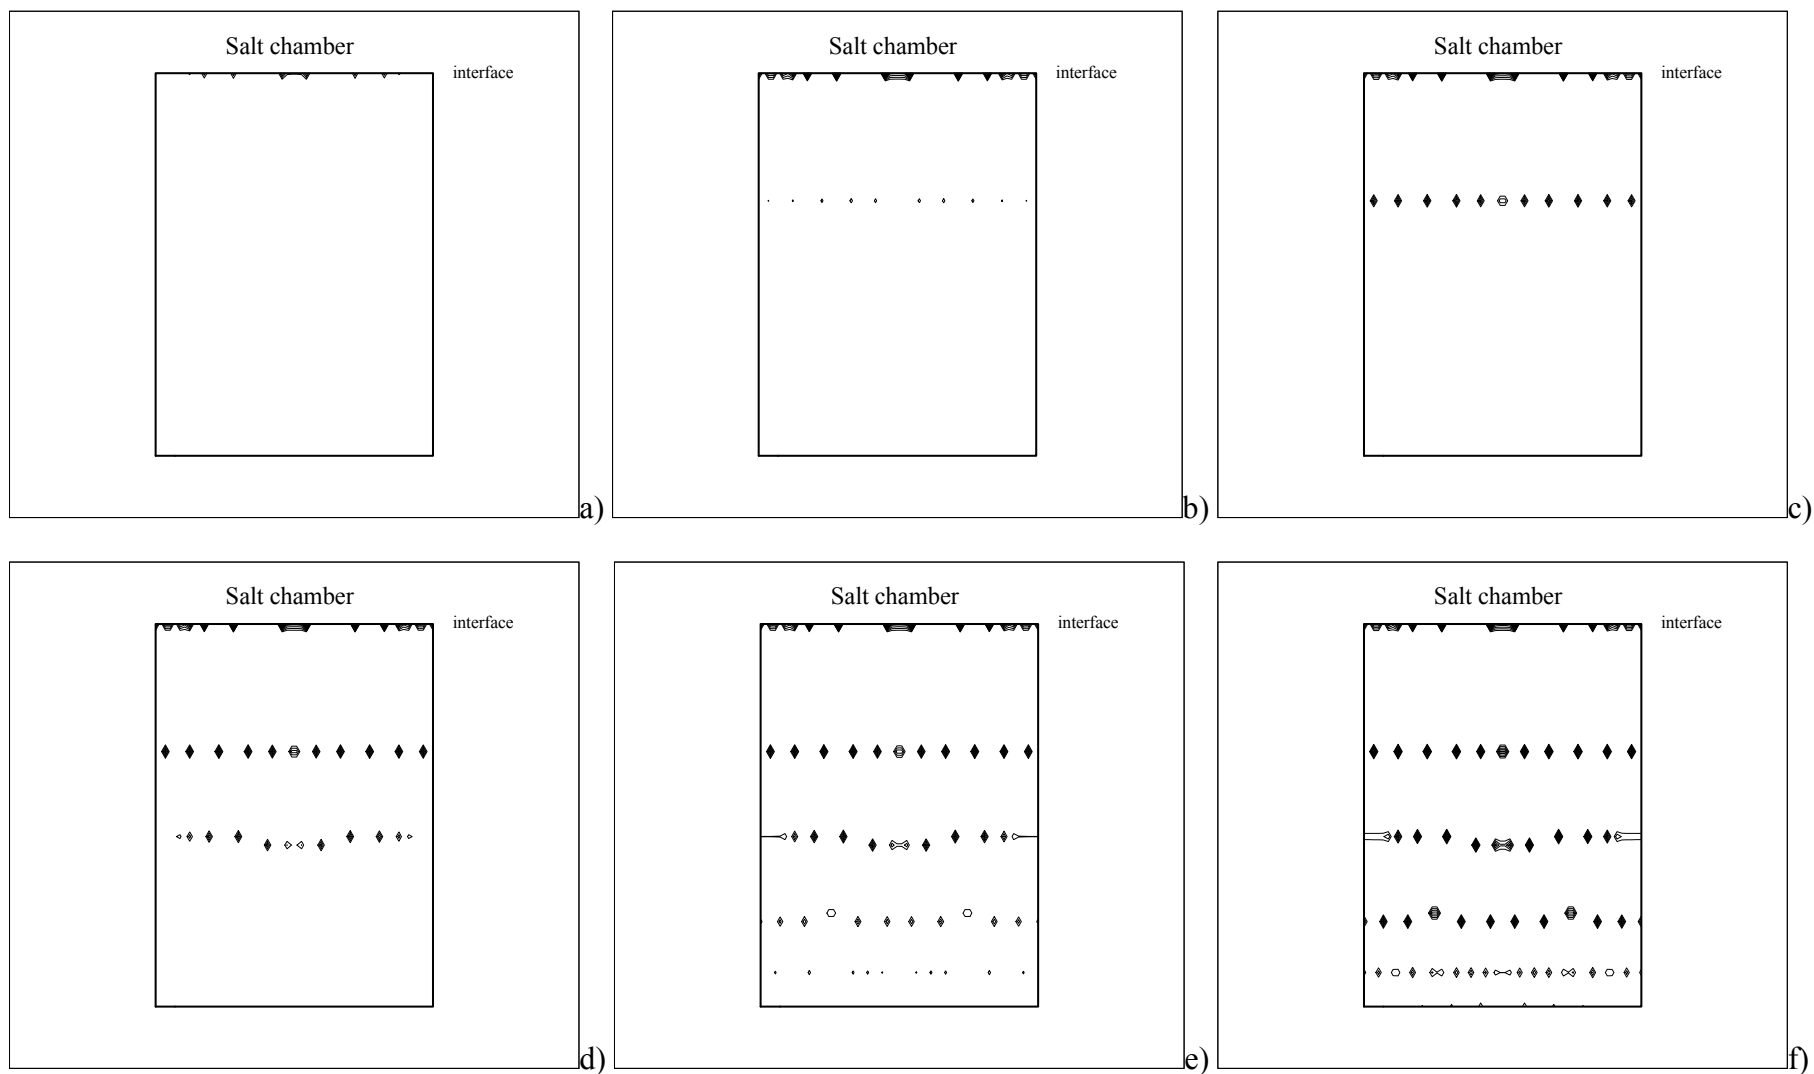 Salt chamber
interface
a)
Salt chamber
interface
b)
Salt chamber
interface
c)
Salt chamber
interface
d)
Salt chamber
interface
e)
Salt chamber
interface
f)